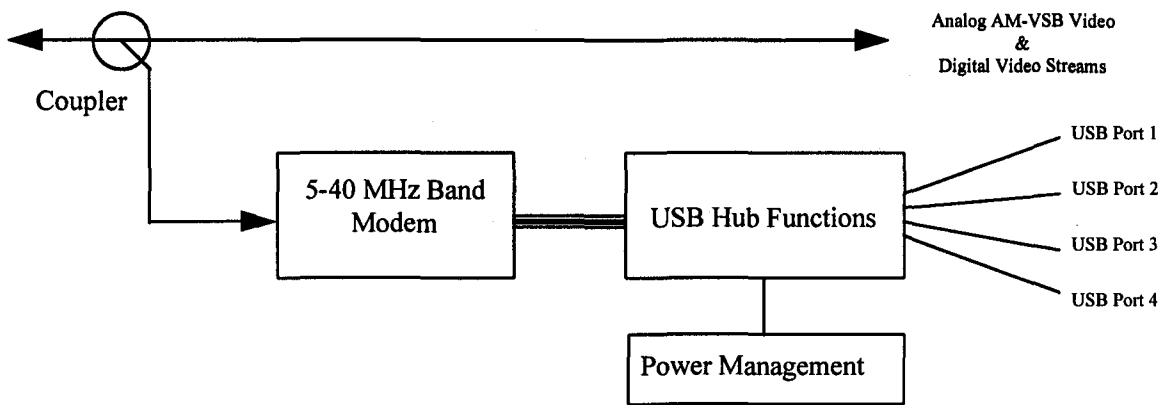 Analog AM-VSB Video
&
Digital Video Streams
Coupler
5-40 MHz Band
Modem
USB Hub Functions
USB Port 1
USB Port 2
USB Port 3
USB Port 4
Power Management